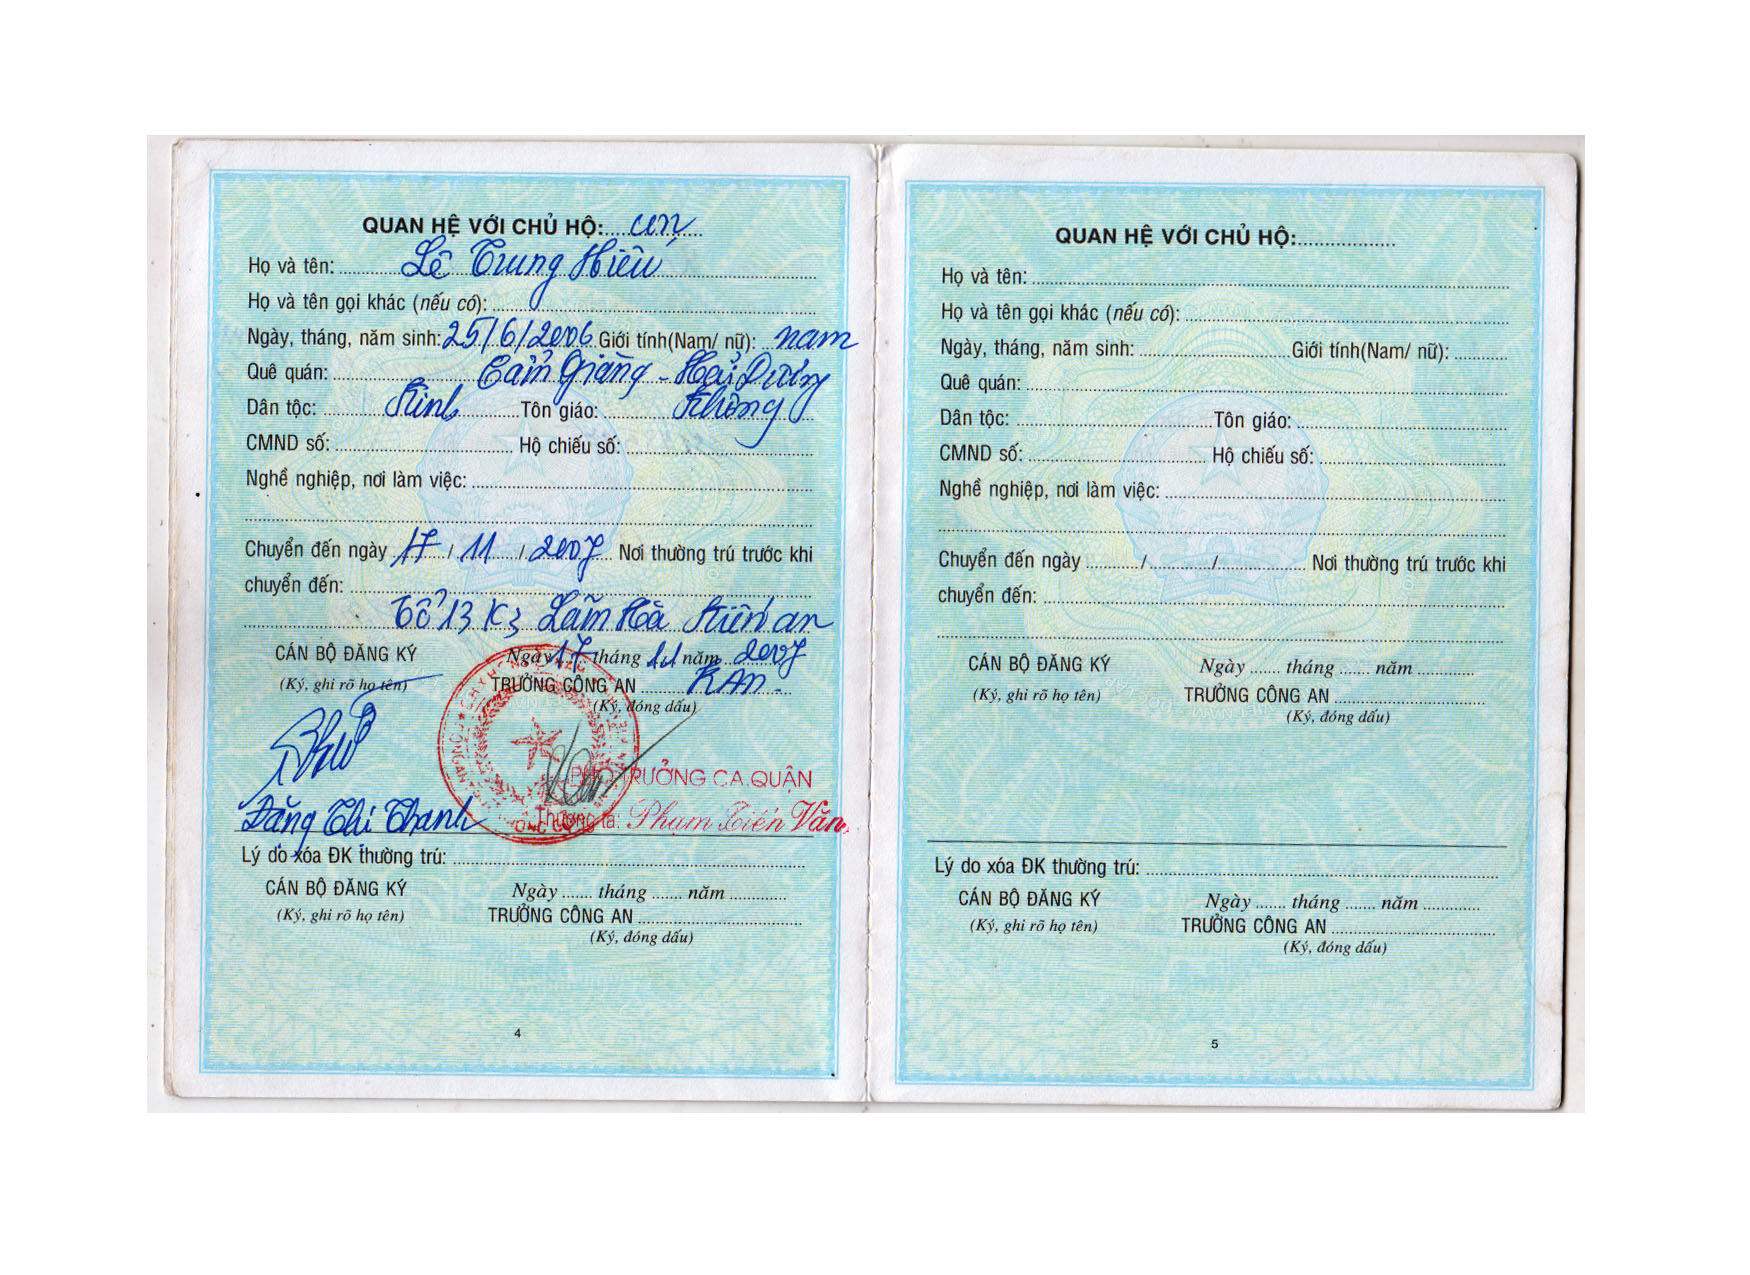 QUAN HỆ VỚI CHỦ HỘ: con
Họ và tên: Lê Trung Hiếu
Họ và tên gọi khác (nếu có):
Ngày, tháng, năm sinh: 25/6/2006 Giới tính(Nam/ nữ): nam
Quê quán: Cẩm Giàng - Hải Dương
Dân tộc: Kinh Tôn giáo: Không
CMND số: Hộ chiếu số:
Nghề nghiệp, nơi làm việc:
Chuyển đến ngày 17 / 11 / 2007 Nơi thường trú trước khi
chuyển đến:
Tổ 13 K3 Lãm Hà Kiến an
CÁN BỘ ĐĂNG KÝ Ngày 17 tháng 11 năm 2007
(Ký, ghi rõ họ tên) TRƯỞNG CÔNG AN K.An.
(Ký, đóng dấu)
PHÓ TRƯỞNG CA.QUẬN
Đặng Thị Thanh Thượng tá: Phạm Tiến Văn
Lý do xóa ĐK thường trú:
CÁN BỘ ĐĂNG KÝ Ngày ....... tháng ....... năm .............
(Ký, ghi rõ họ tên) TRƯỞNG CÔNG AN
(Ký, đóng dấu)
4
QUAN HỆ VỚI CHỦ HỘ:
Họ và tên:
Họ và tên gọi khác (nếu có):
Ngày, tháng, năm sinh: Giới tính(Nam/ nữ):
Quê quán:
Dân tộc: Tôn giáo:
CMND số: Hộ chiếu số:
Nghề nghiệp, nơi làm việc:
Chuyển đến ngày / / Nơi thường trú trước khi
chuyển đến:
CÁN BỘ ĐĂNG KÝ Ngày ....... tháng ....... năm .............
(Ký, ghi rõ họ tên) TRƯỞNG CÔNG AN
(Ký, đóng dấu)
Lý do xóa ĐK thường trú:
CÁN BỘ ĐĂNG KÝ Ngày ....... tháng ....... năm .............
(Ký, ghi rõ họ tên) TRƯỞNG CÔNG AN
(Ký, đóng dấu)
5